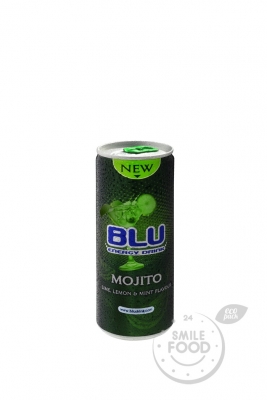 NEW
BLU
ENERGY DRINK
MOJITO
LIME, LEMON & MINT FLAVOUR
ECO
pack
24
SMILE
FOOD